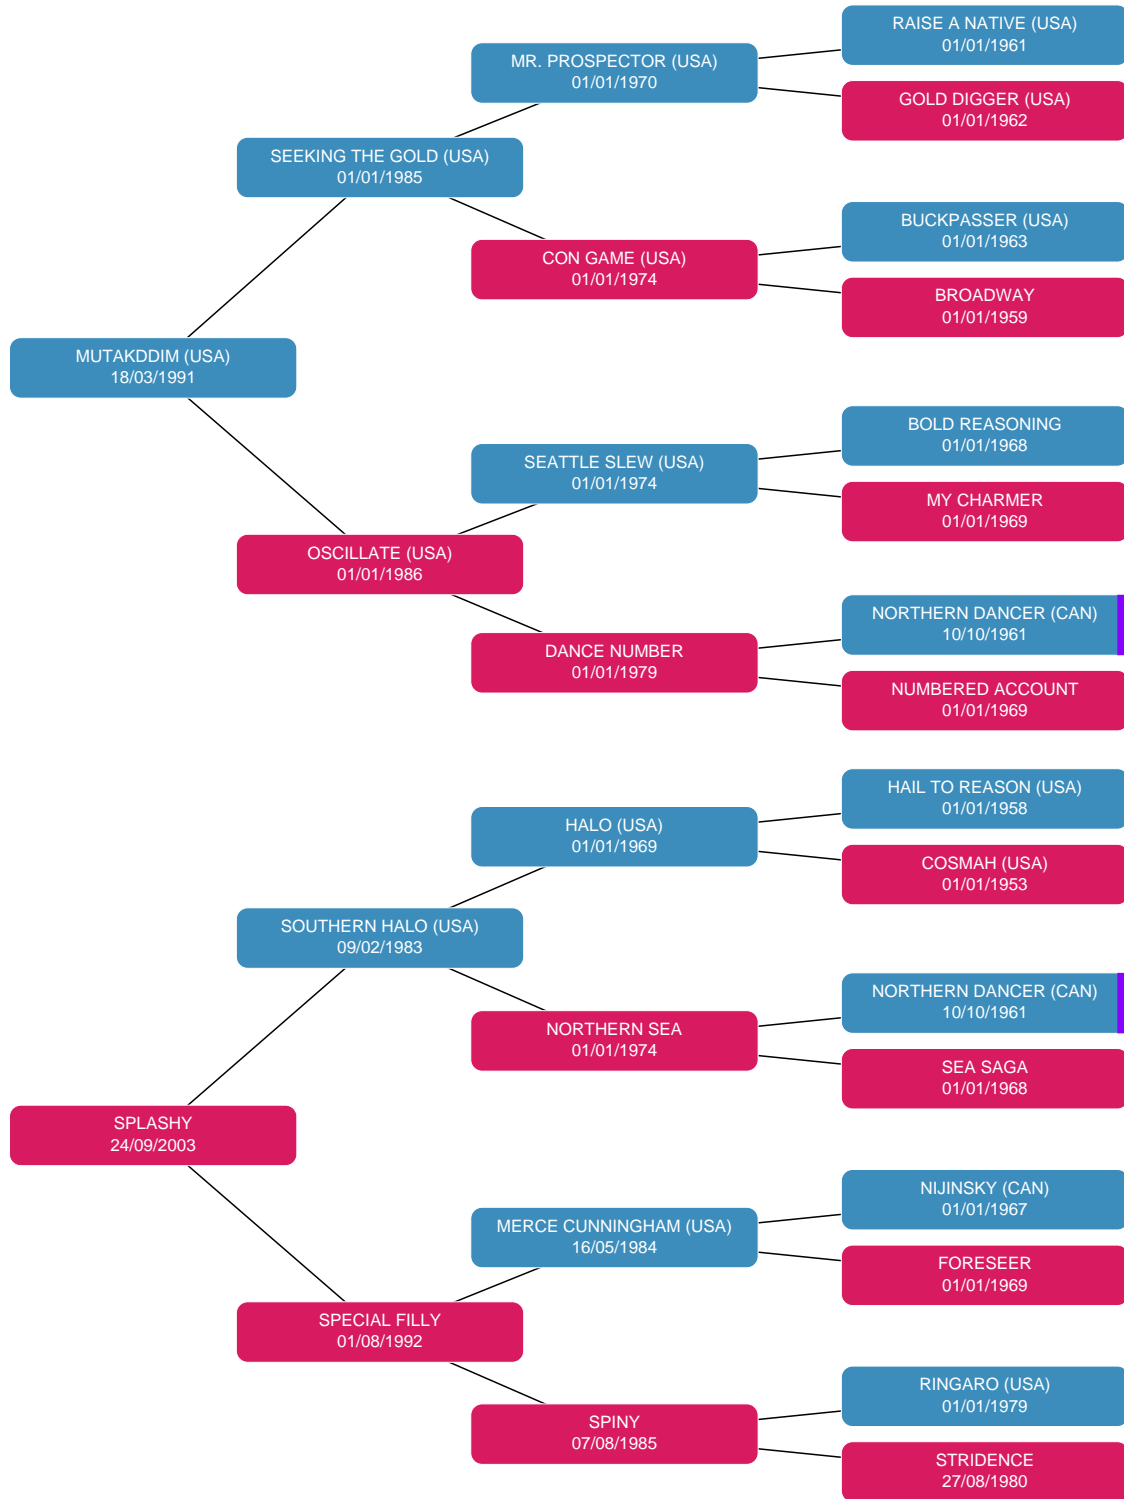 RAISE A NATIVE (USA)
01/01/1961
MR. PROSPECTOR (USA)
01/01/1970
GOLD DIGGER (USA)
01/01/1962
SEEKING THE GOLD (USA)
01/01/1985
BUCKPASSER (USA)
01/01/1963
CON GAME (USA)
01/01/1974
BROADWAY
01/01/1959
MUTAKDDIM (USA)
18/03/1991
BOLD REASONING
01/01/1968
SEATTLE SLEW (USA)
01/01/1974
MY CHARMER
01/01/1969
OSCILLATE (USA)
01/01/1986
NORTHERN DANCER (CAN)
10/10/1961
DANCE NUMBER
01/01/1979
NUMBERED ACCOUNT
01/01/1969
HAIL TO REASON (USA)
01/01/1958
HALO (USA)
01/01/1969
COSMAH (USA)
01/01/1953
SOUTHERN HALO (USA)
09/02/1983
NORTHERN DANCER (CAN)
10/10/1961
NORTHERN SEA
01/01/1974
SEA SAGA
01/01/1968
SPLASHY
24/09/2003
NIJINSKY (CAN)
01/01/1967
MERCE CUNNINGHAM (USA)
16/05/1984
FORESEER
01/01/1969
SPECIAL FILLY
01/08/1992
RINGARO (USA)
01/01/1979
SPINY
07/08/1985
STRIDENCE
27/08/1980